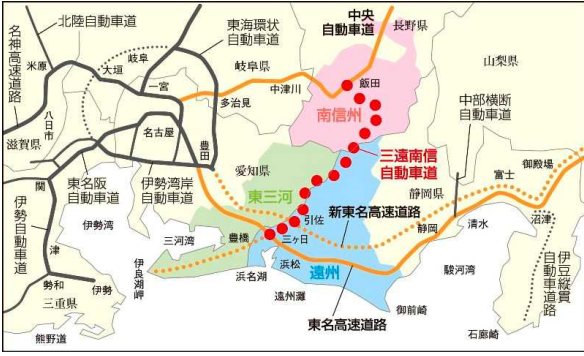 北陸自動車道
名神高速道路
米原
大垣
岐阜
東海環状
自動車道
岐阜県
一宮
多治見
中津川
中央
自動車道
長野県
飯田
南信州
山梨県
中部横断
自動車道
八日市
滋賀県
名古屋
豊田
愛知県
三遠南信
自動車道
御殿場
富士
静岡県
関
東名阪
自動車道
伊勢湾岸
自動車道
東三河
引佐
新東名高速道路
静岡
清水
沼津
伊勢自動車道
伊勢湾
三河湾
豊橋
三ヶ日
津
伊良湖岬
浜名湖
浜松
遠州
駿河湾
伊豆縦貫
自動車道
勢和
伊勢
三重県
遠州灘
東名高速道路
御前崎
石廊崎
熊野道